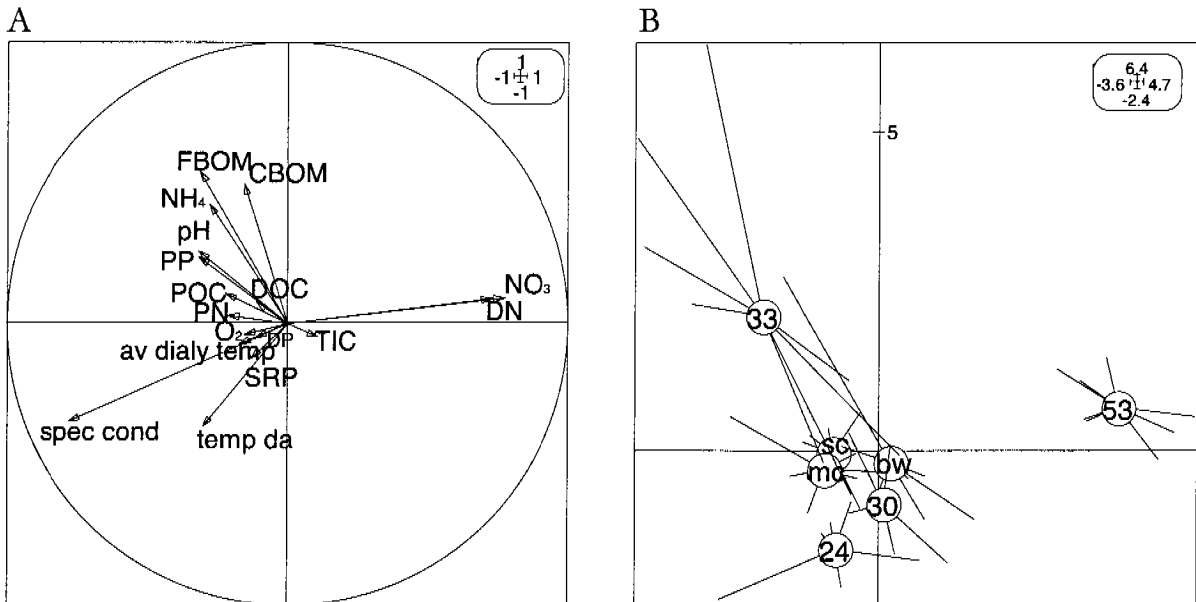 A
1
-1 1
-1
FBOM
CBOM
NH₄
pH
PP
DOC
POC
PN
NO₃
DN
O₂
DP
TIC
av dialy temp
SRP
spec cond
temp da
B
6.4
-3.6 4.7
-2.4
5
33
53
sc
mo
bw
30
24